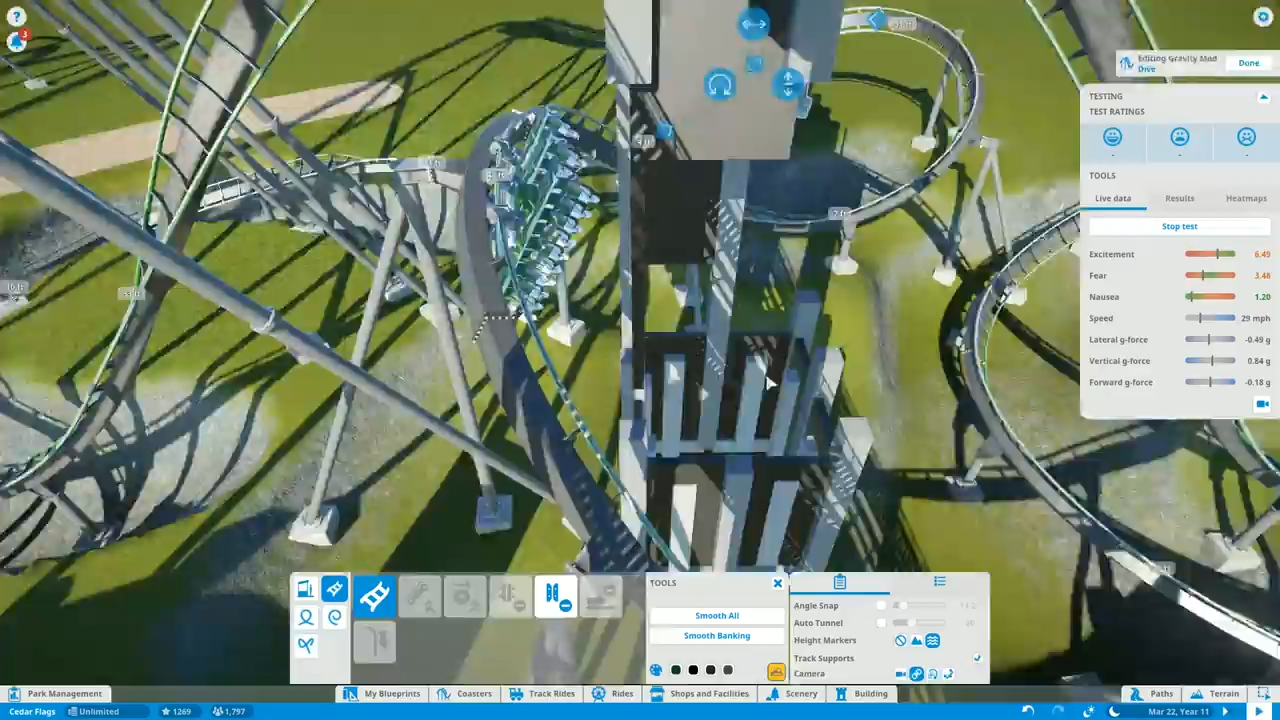 ?
3
Editing Gravity Mod
Dive
Done
TESTING
TEST RATINGS
- - -
TOOLS
Live data Results Heatmaps
Stop test
Excitement 6.49
Fear 3.48
Nausea 1.20
Speed 29 mph
Lateral g-force -0.49 g
Vertical g-force 0.84 g
Forward g-force -0.18 g
TOOLS
Smooth All
Smooth Banking
Angle Snap
Auto Tunnel
Height Markers
Track Supports
Camera
Park Management My Blueprints Coasters Track Rides Rides Shops and Facilities Scenery Building Paths Terrain
Cedar Flags Unlimited 1269 1,797 Mar 22, Year 11